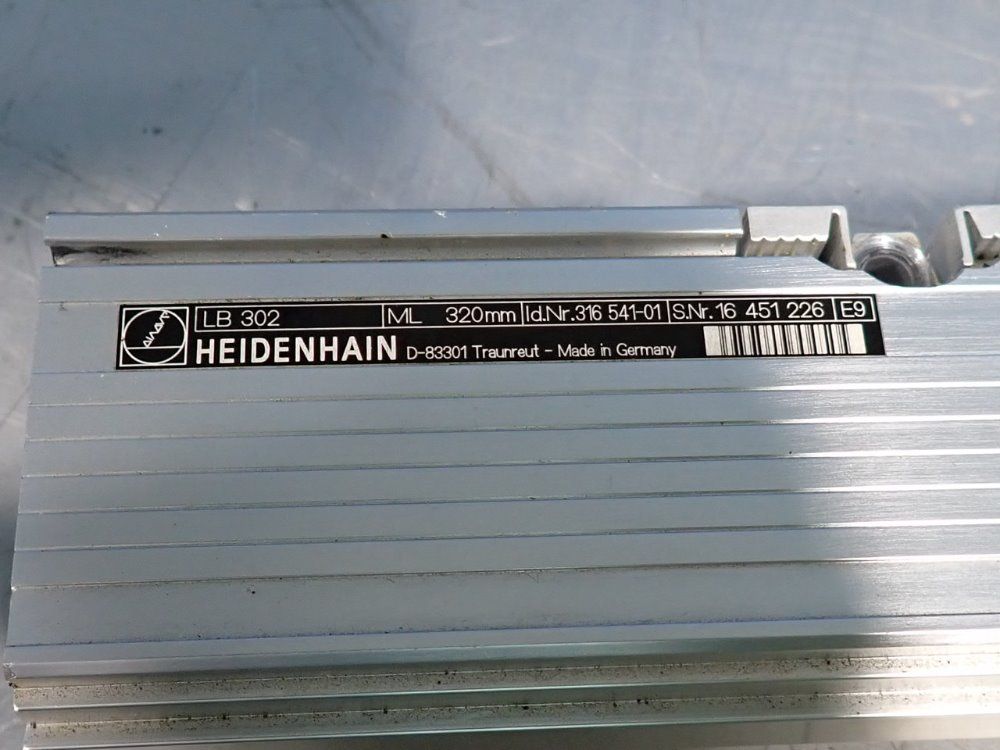 LB 302 ML 320mm Id.Nr.316 541-01 S.Nr. 16 451 226 E9
HEIDENHAIN D-83301 Traunreut - Made in Germany